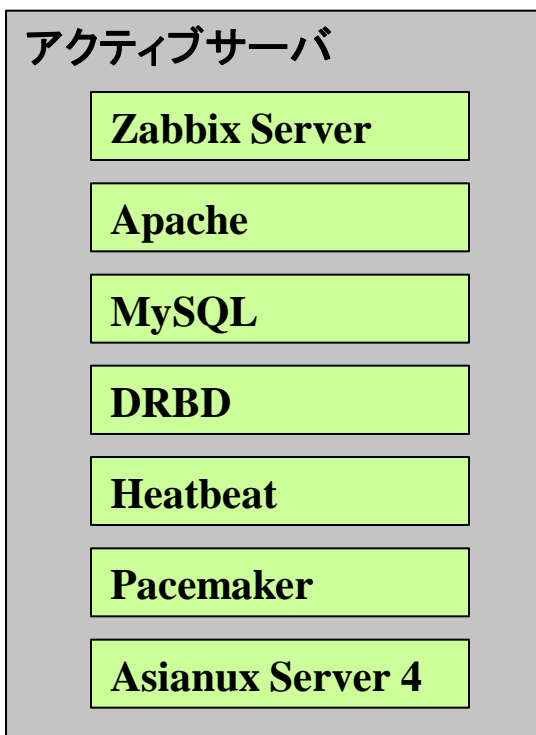 アクティブサーバ
Zabbix Server
Apache
MySQL
DRBD
Heatbeat
Pacemaker
Asianux Server 4